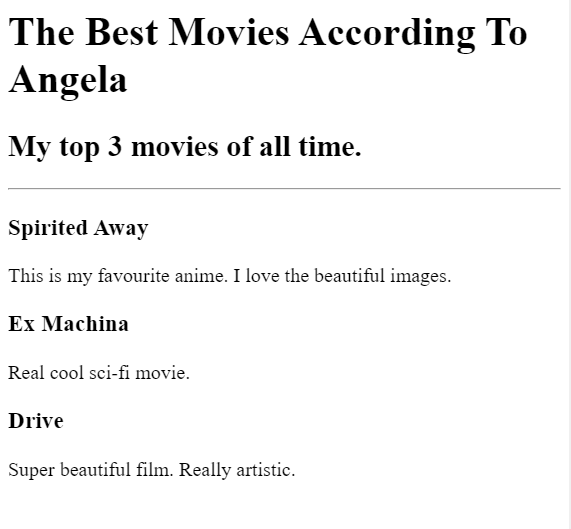 The Best Movies According To
Angela
My top 3 movies of all time.
Spirited Away
This is my favourite anime. I love the beautiful images.
Ex Machina
Real cool sci-fi movie.
Drive
Super beautiful film. Really artistic.